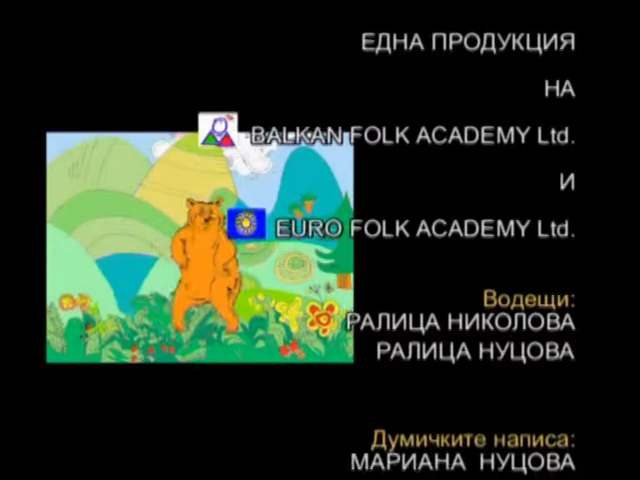 ЕДНА ПРОДУКЦИЯ
НА
BALKAN FOLK ACADEMY Ltd.
И
EURO FOLK ACADEMY Ltd.
Водещи:
РАЛИЦА НИКОЛОВА
РАЛИЦА НУЦОВА
Думичките написа:
МАРИАНА НУЦОВА